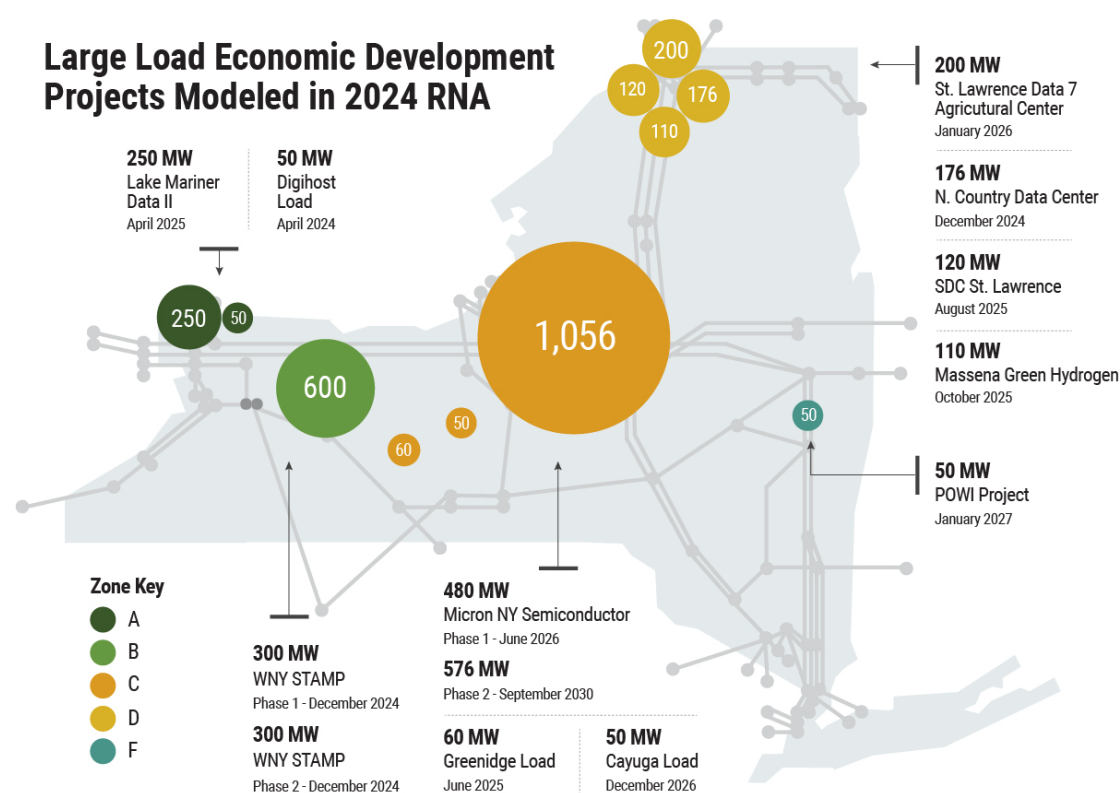 Large Load Economic Development
Projects Modeled in 2024 RNA
250 MW
Lake Mariner
Data II
April 2025
50 MW
Digihost
Load
April 2024
200
120
176
110
200 MW
St. Lawrence Data 7
Agricutural Center
January 2026
176 MW
N. Country Data Center
December 2024
120 MW
SDC St. Lawrence
August 2025
110 MW
Massena Green Hydrogen
October 2025
250
50
600
1,056
50
60
50
50 MW
POWI Project
January 2027
Zone Key
A
B
C
D
F
300 MW
WNY STAMP
Phase 1 - December 2024
300 MW
WNY STAMP
Phase 2 - December 2024
480 MW
Micron NY Semiconductor
Phase 1 - June 2026
576 MW
Phase 2 - September 2030
60 MW
Greenidge Load
June 2025
50 MW
Cayuga Load
December 2026